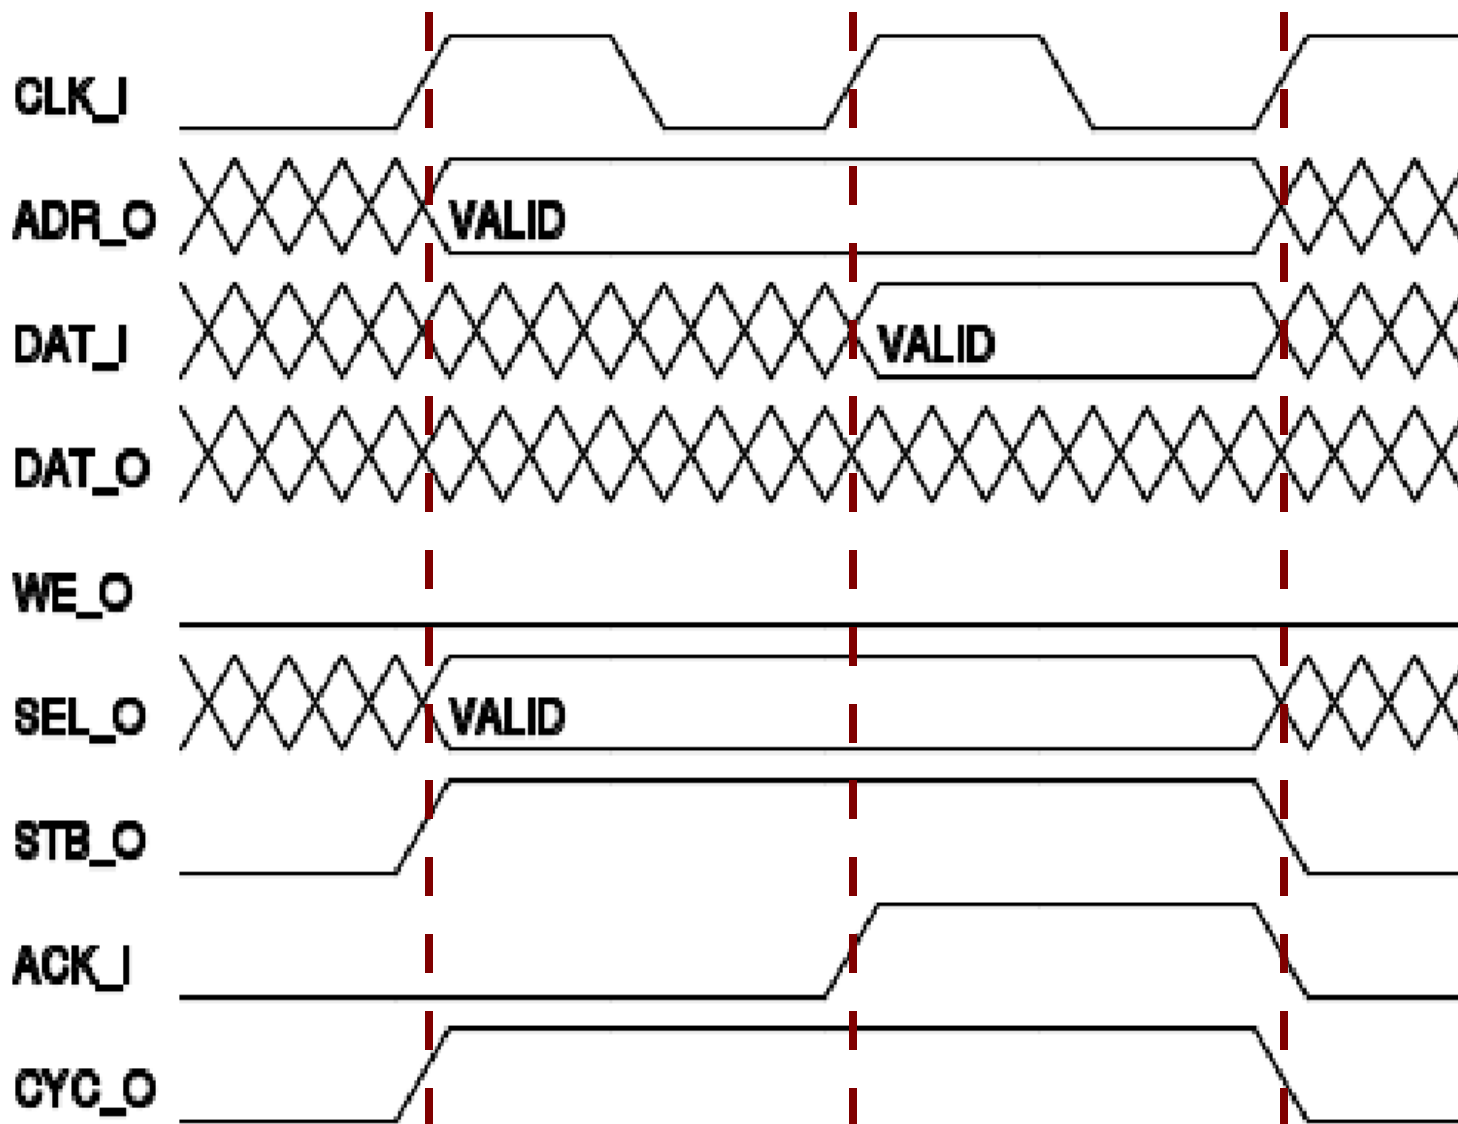 CLK_I
ADR_O VALID
DAT_I VALID
DAT_O
WE_O
SEL_O VALID
STB_O
ACK_I
CYC_O